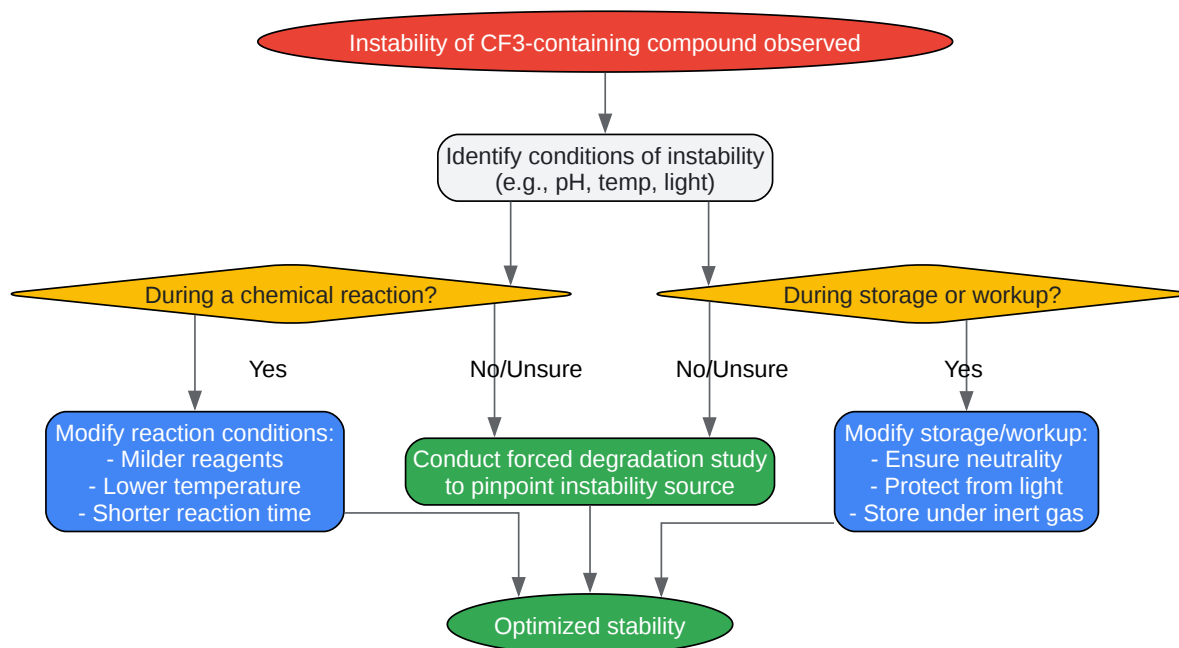 Instability of CF3-containing compound observed
Identify conditions of instability
(e.g., pH, temp, light)
During a chemical reaction?
During storage or workup?
Yes
No/Unsure
No/Unsure
Yes
Modify reaction conditions:
- Milder reagents
- Lower temperature
- Shorter reaction time
Conduct forced degradation study
to pinpoint instability source
Modify storage/workup:
- Ensure neutrality
- Protect from light
- Store under inert gas
Optimized stability